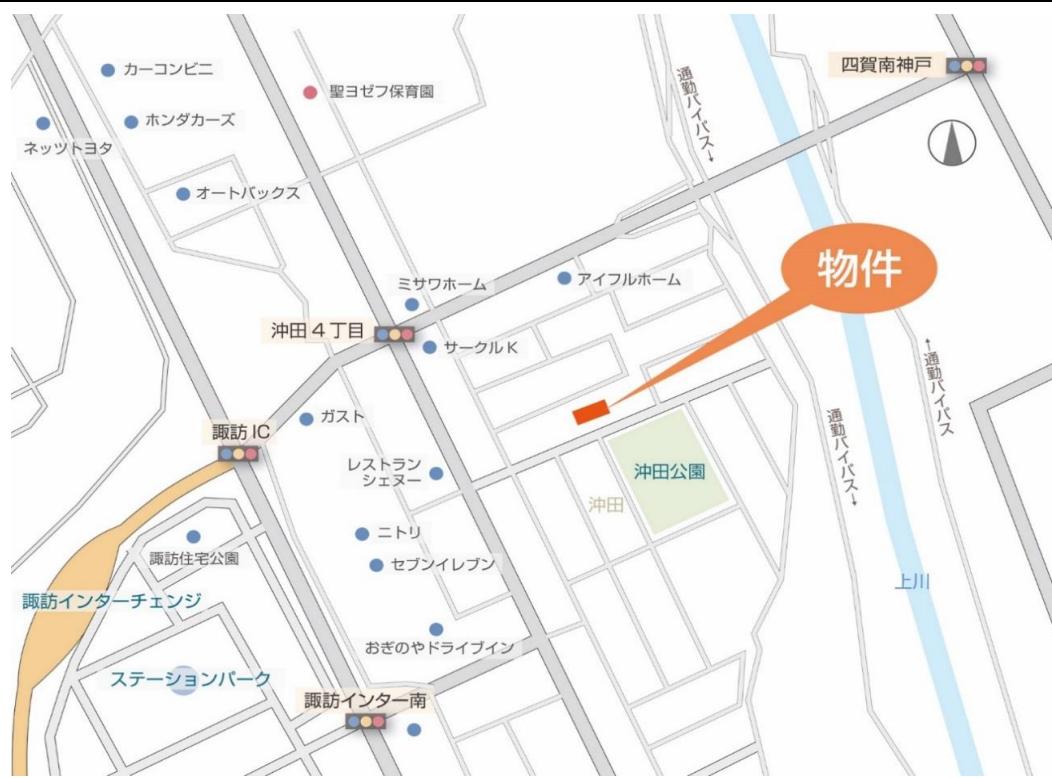 四賀南神戸
カーコンビニ
通勤バイパス→
聖ヨゼフ保育園
ホンダカーズ
ネッツトヨタ
オートバックス
物件
アイフルホーム
ミサワホーム
沖田4丁目
サークルK
←通勤バイパス
通勤バイパス→
ガスト
諏訪IC
レストラン
シェヌー
沖田公園
沖田
ニトリ
諏訪住宅公園
セブンイレブン
上川
諏訪インターチェンジ
おぎのやドライブイン
ステーションパーク
諏訪インター南